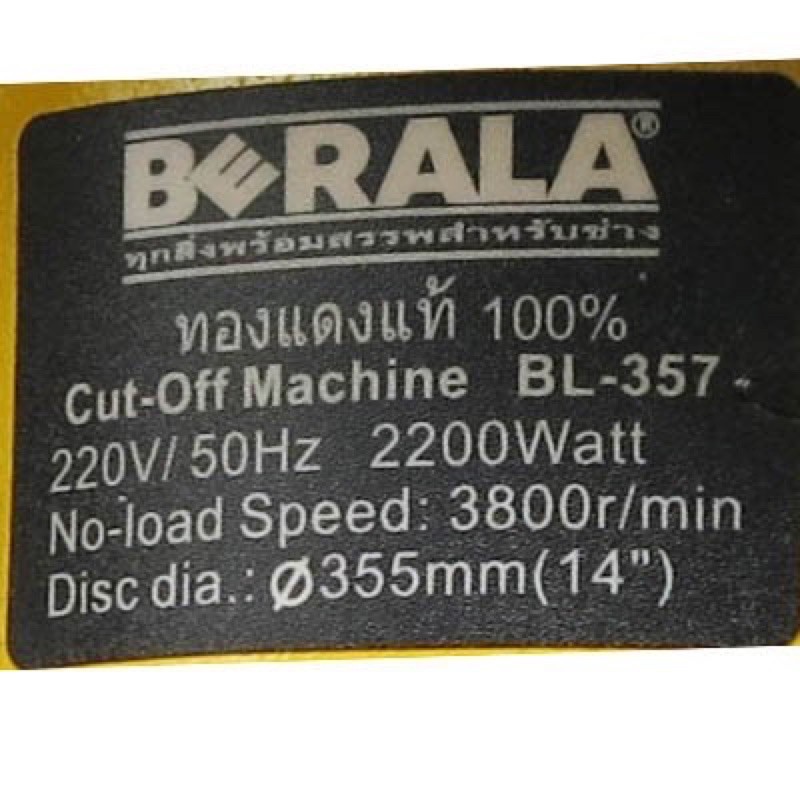 BERALA®
ทุกสิ่งพร้อมสรรพสำหรับช่าง
ทองแดงแท้ 100%
Cut-Off Machine BL-357
220V/ 50Hz 2200Watt
No-load Speed: 3800r/min
Disc dia.: Ø355mm(14")